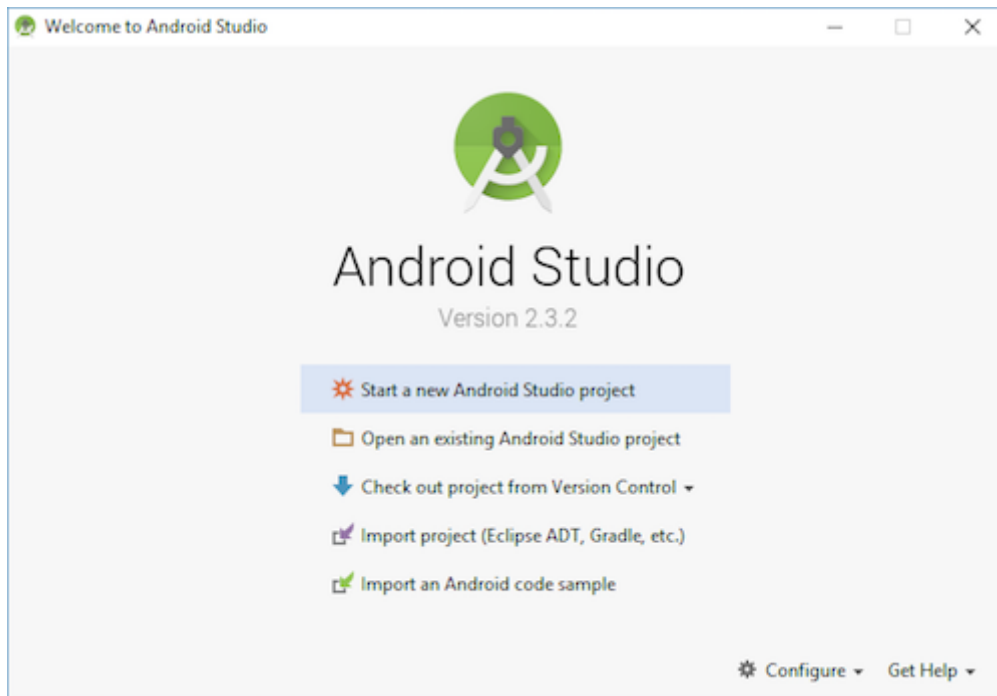 Welcome to Android Studio
Android Studio
Version 2.3.2
Start a new Android Studio project
Open an existing Android Studio project
Check out project from Version Control
Import project (Eclipse ADT, Gradle, etc.)
Import an Android code sample
Configure
Get Help